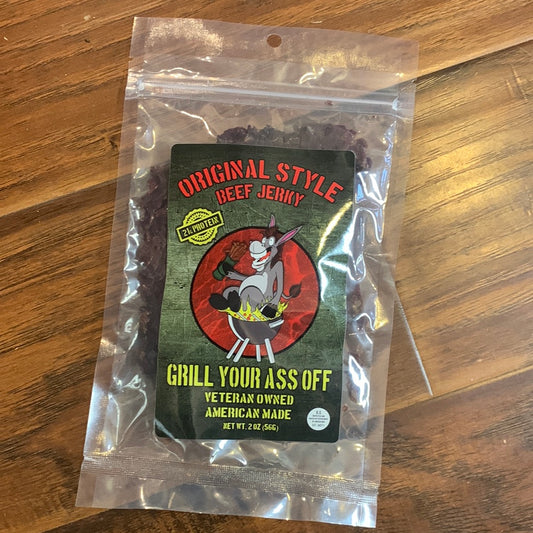 ORIGINAL STYLE
BEEF JERKY
21g PROTEIN
GRILL YOUR ASS OFF
VETERAN OWNED
AMERICAN MADE
NET WT. 2 OZ (56G)